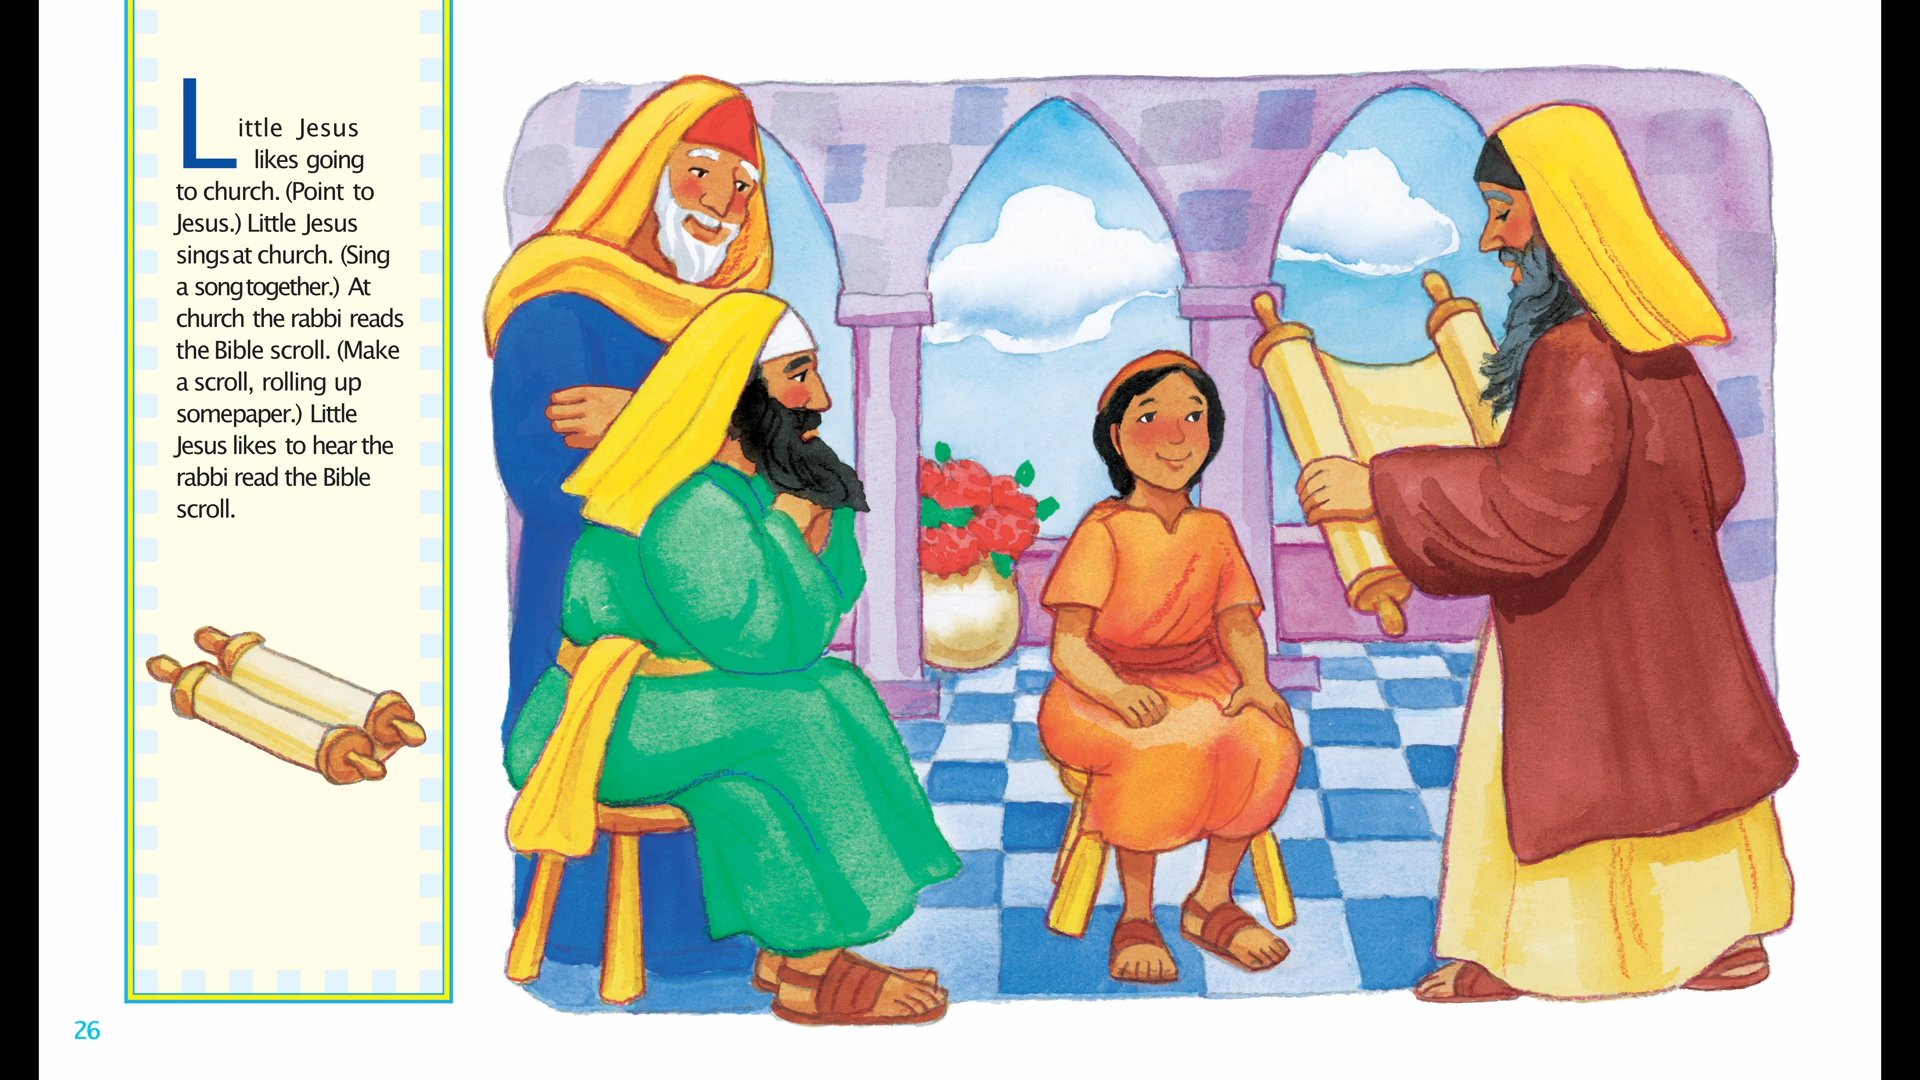 Little Jesus
likes going
to church. (Point to
Jesus.) Little Jesus
sings at church. (Sing
a song together.) At
church the rabbi reads
the Bible scroll. (Make
a scroll, rolling up
somepaper.) Little
Jesus likes to hear the
rabbi read the Bible
scroll.
26